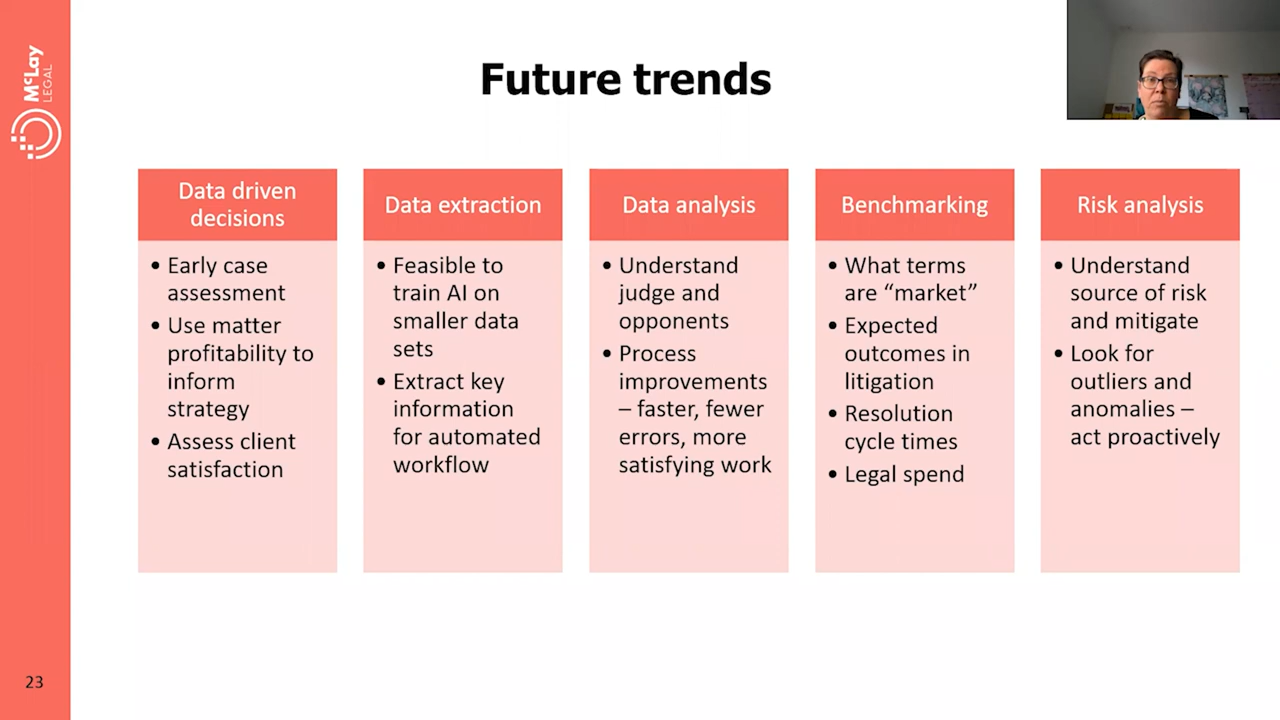 McLay
LEGAL
Future trends
Data driven
decisions
• Early case
assessment
• Use matter
profitability to
inform
strategy
• Assess client
satisfaction
Data extraction
• Feasible to
train AI on
smaller data
sets
• Extract key
information
for automated
workflow
Data analysis
• Understand
judge and
opponents
• Process
improvements
– faster, fewer
errors, more
satisfying work
Benchmarking
• What terms
are “market”
• Expected
outcomes in
litigation
• Resolution
cycle times
• Legal spend
Risk analysis
• Understand
source of risk
and mitigate
• Look for
outliers and
anomalies –
act proactively
23